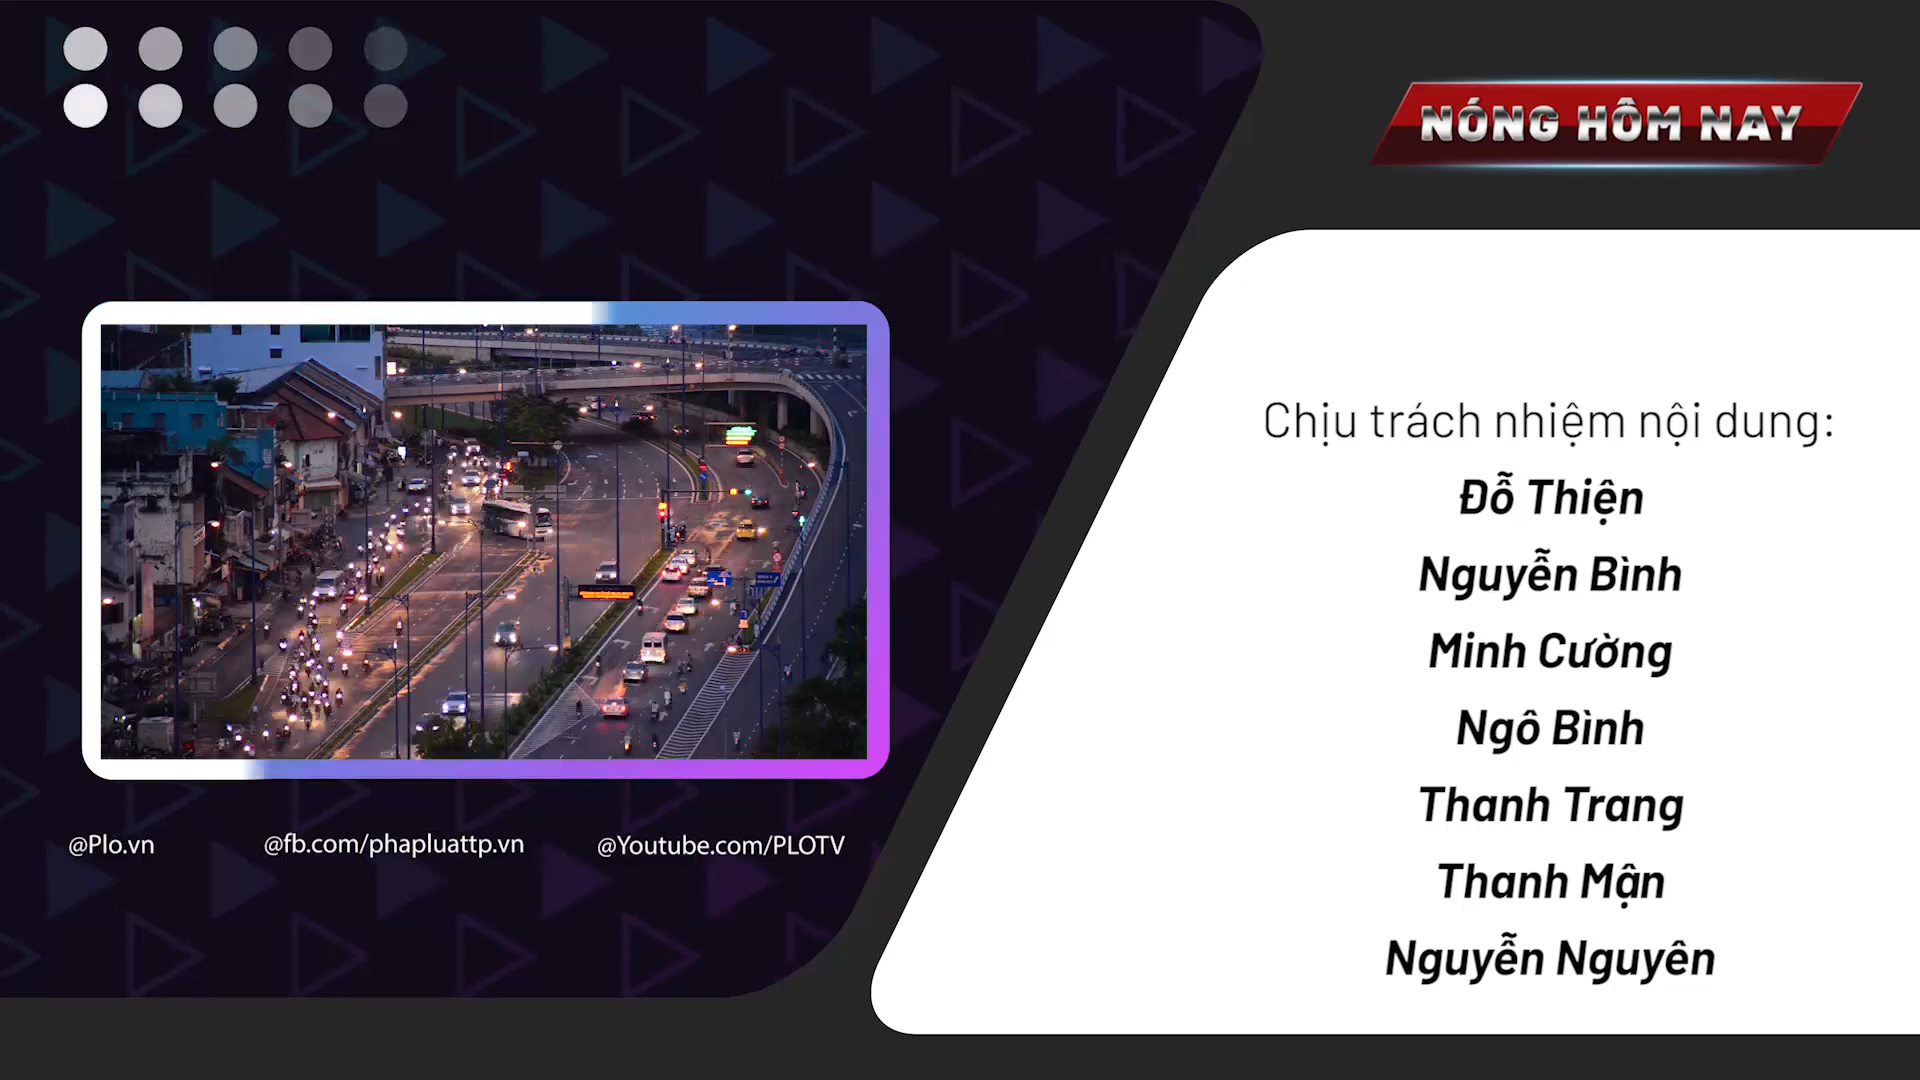 NÓNG HÔM NAY
Chịu trách nhiệm nội dung:
Đỗ Thiện
Nguyễn Bình
Minh Cường
Ngô Bình
Thanh Trang
Thanh Mận
Nguyễn Nguyên
@Plo.vn
@fb.com/phapluattp.vn
@Youtube.com/PLOTV